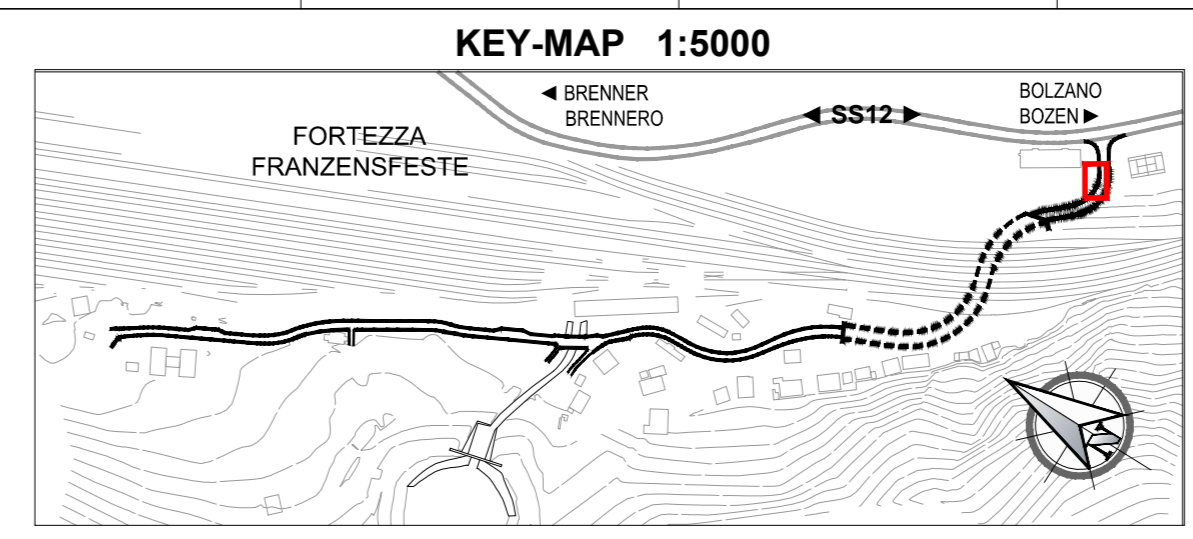 KEY-MAP 1:5000
◄ BRENNER
BRENNERO
◄ SS12 ►
BOLZANO
BOZEN ►
FORTEZZA
FRANZENSFESTE